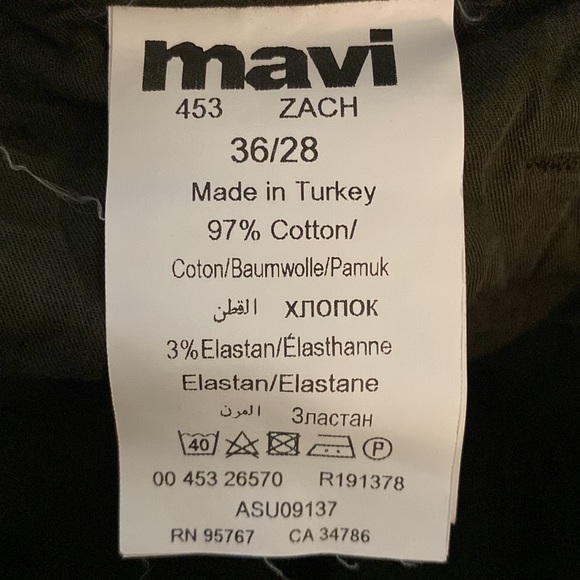 mavi
453 ZACH
36/28
Made in Turkey
97% Cotton/
Coton/Baumwolle/Pamuk
القطن хлопок
3%Elastan/Élasthanne
Elastan/Elastane
المرن Зластан
40 P
00 453 26570 R191378
ASU09137
RN 95767 CA 34786